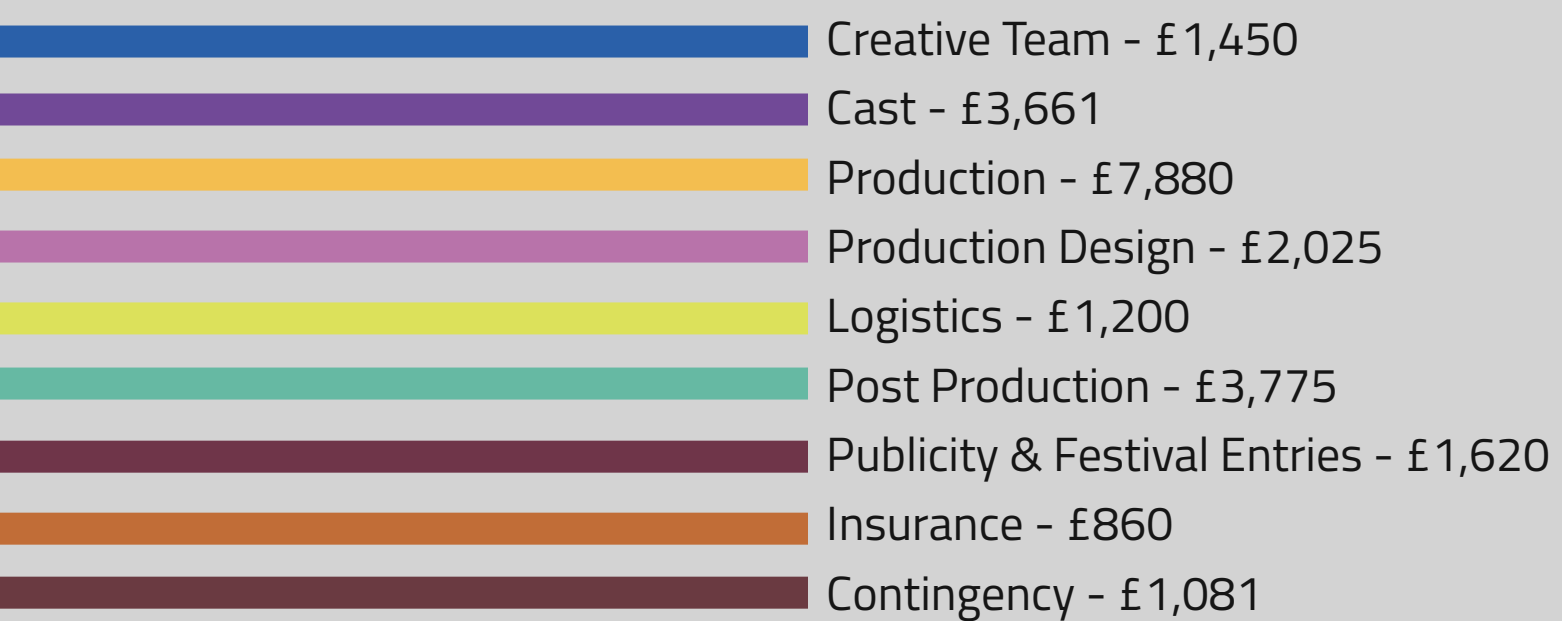 Creative Team - £1,450
Cast - £3,661
Production - £7,880
Production Design - £2,025
Logistics - £1,200
Post Production - £3,775
Publicity & Festival Entries - £1,620
Insurance - £860
Contingency - £1,081